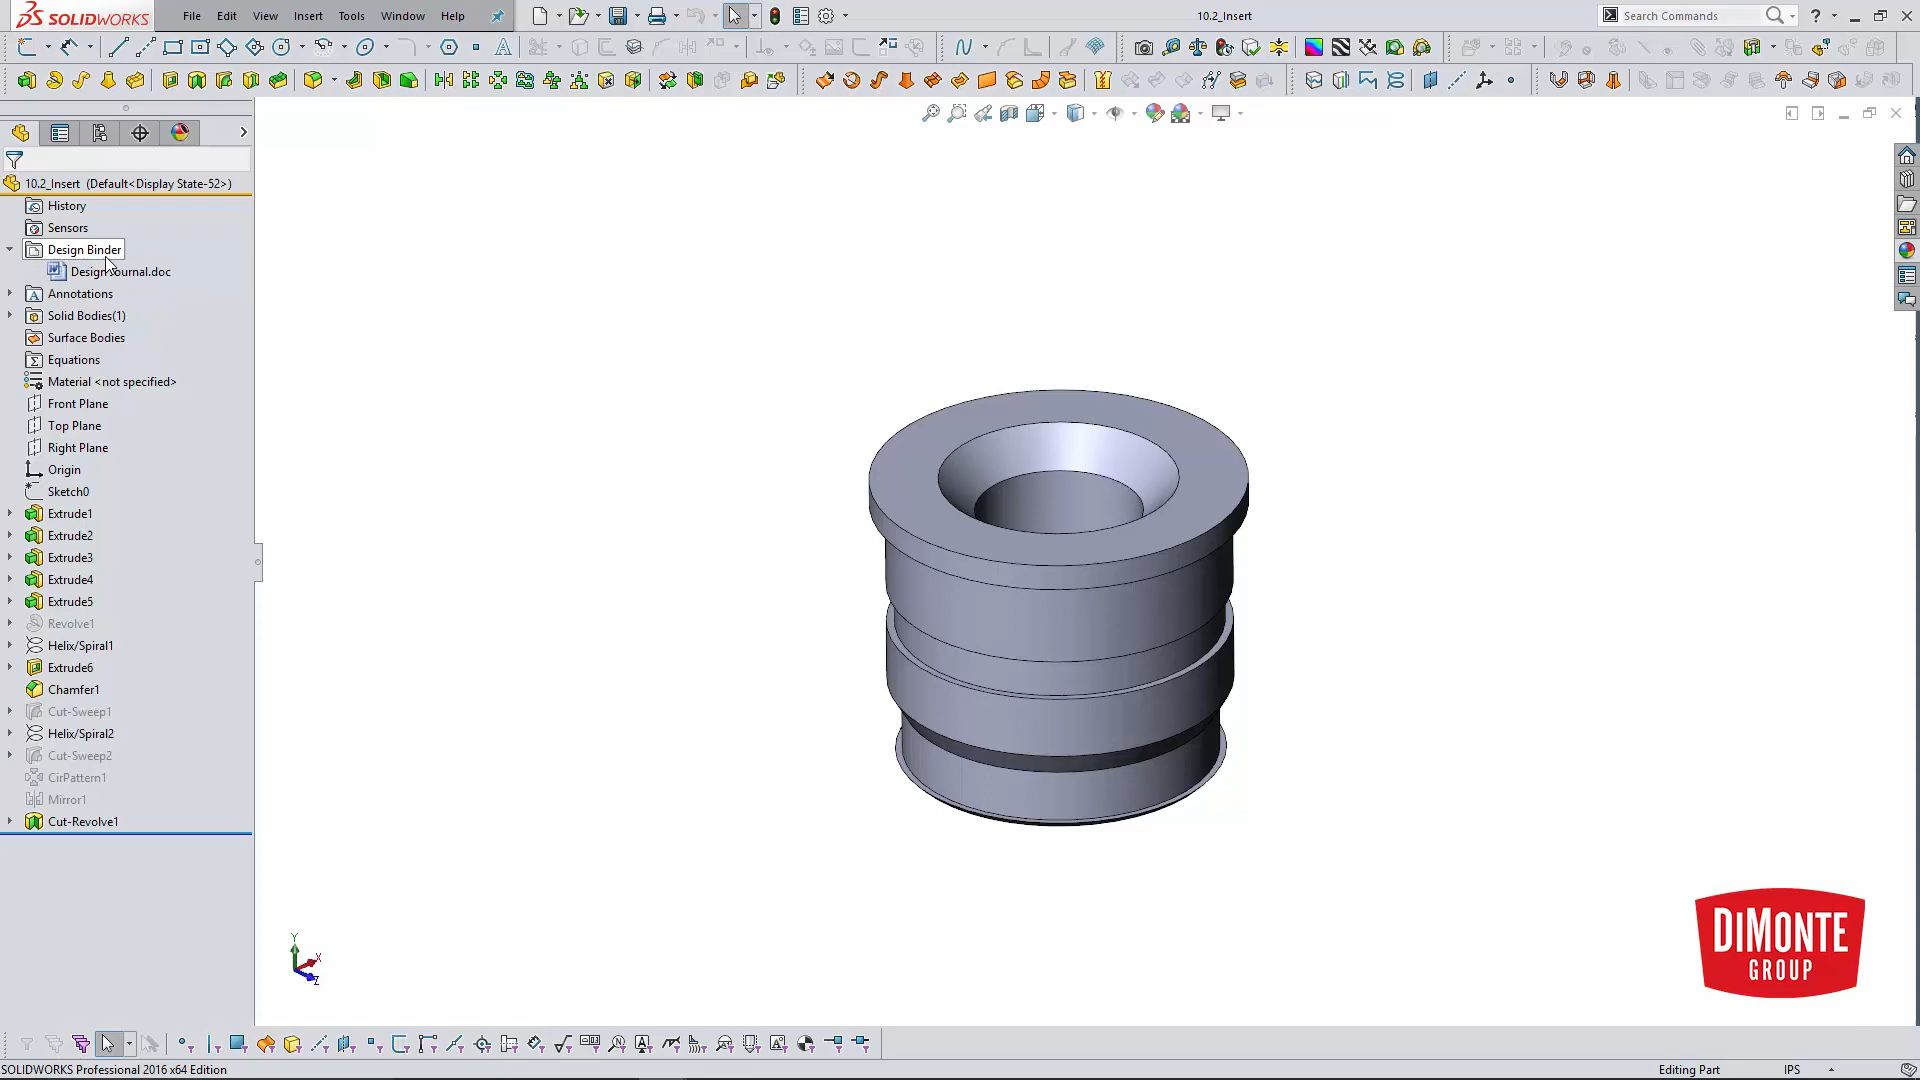 SOLIDWORKS File Edit View Insert Tools Window Help 10.2_Insert Search Commands
10.2_Insert (Default<Display State-52>)
History
Sensors
Design Binder
Design Journal.doc
Annotations
Solid Bodies(1)
Surface Bodies
Equations
Material <not specified>
Front Plane
Top Plane
Right Plane
Origin
Sketch0
Extrude1
Extrude2
Extrude3
Extrude4
Extrude5
Revolve1
Helix/Spiral1
Extrude6
Chamfer1
Cut-Sweep1
Helix/Spiral2
Cut-Sweep2
CirPattern1
Mirror1
Cut-Revolve1
Y
X
Z
DIMONTE
GROUP
SOLIDWORKS Professional 2016 x64 Edition Editing Part IPS